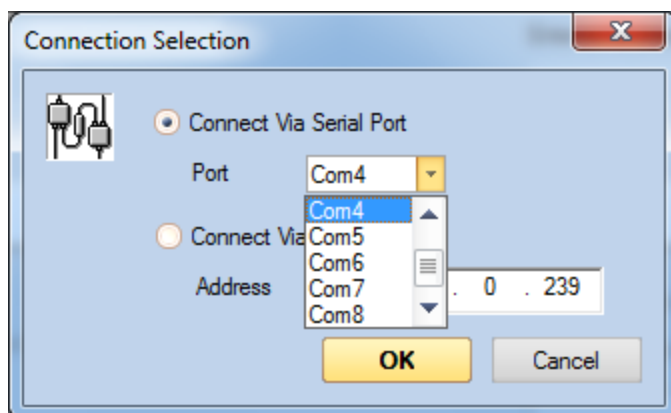 Connection Selection
Connect Via Serial Port
Port Com4
Com4
Connect Via
Com5
Com6
Address
Com7
. 0 . 239
Com8
OK Cancel